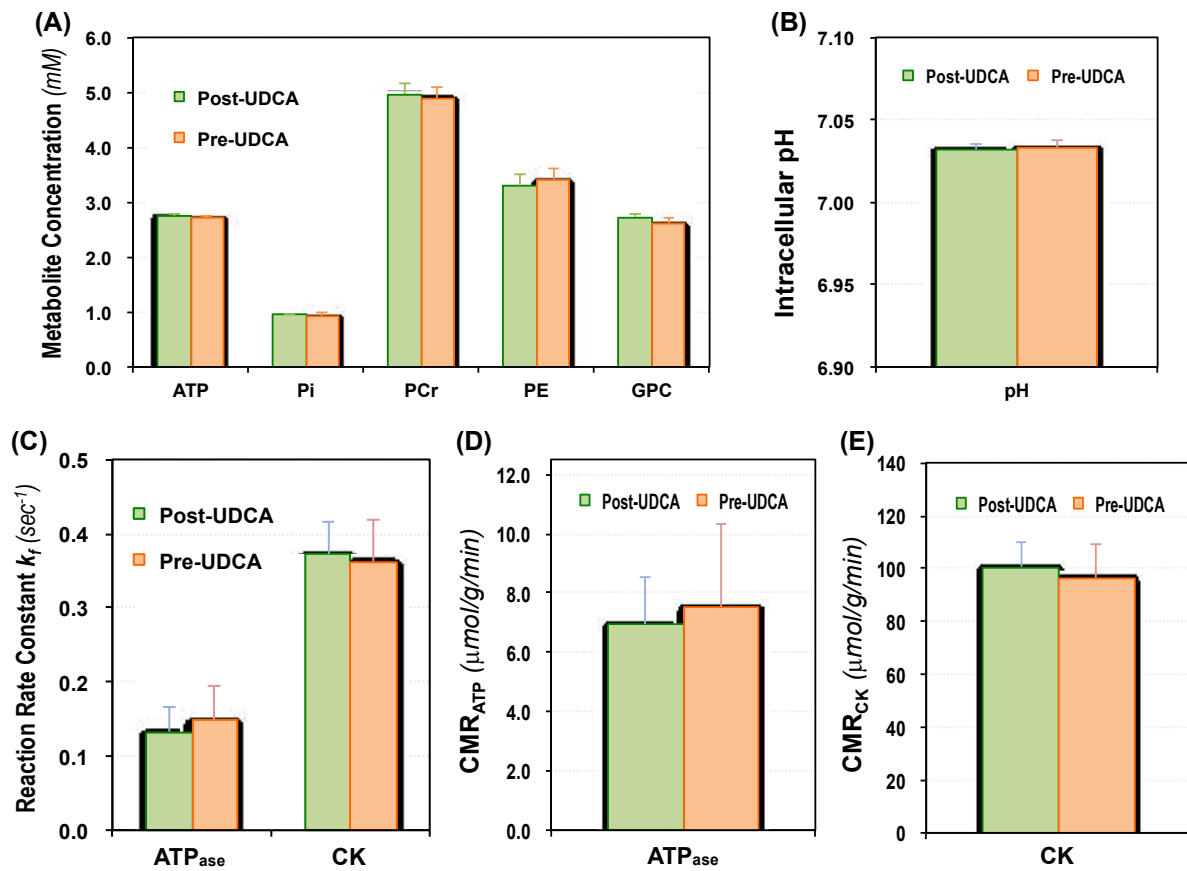 (A)
Metabolite Concentration (mM)
6.0
5.0
4.0
3.0
2.0
1.0
0.0
Post-UDCA
Pre-UDCA
ATP Pi PCr PE GPC
(B)
Intracellular pH
7.10
7.05
7.00
6.95
6.90
Post-UDCA Pre-UDCA
pH
(C)
Reaction Rate Constant kf (sec⁻¹)
0.5
0.4
0.3
0.2
0.1
0.0
Post-UDCA
Pre-UDCA
ATPase CK
(D)
CMRATP (μmol/g/min)
12.0
10.0
8.0
6.0
4.0
2.0
0.0
Post-UDCA Pre-UDCA
ATPase
(E)
CMRCK (μmol/g/min)
140
120
100
80
60
40
20
0
Post-UDCA Pre-UDCA
CK